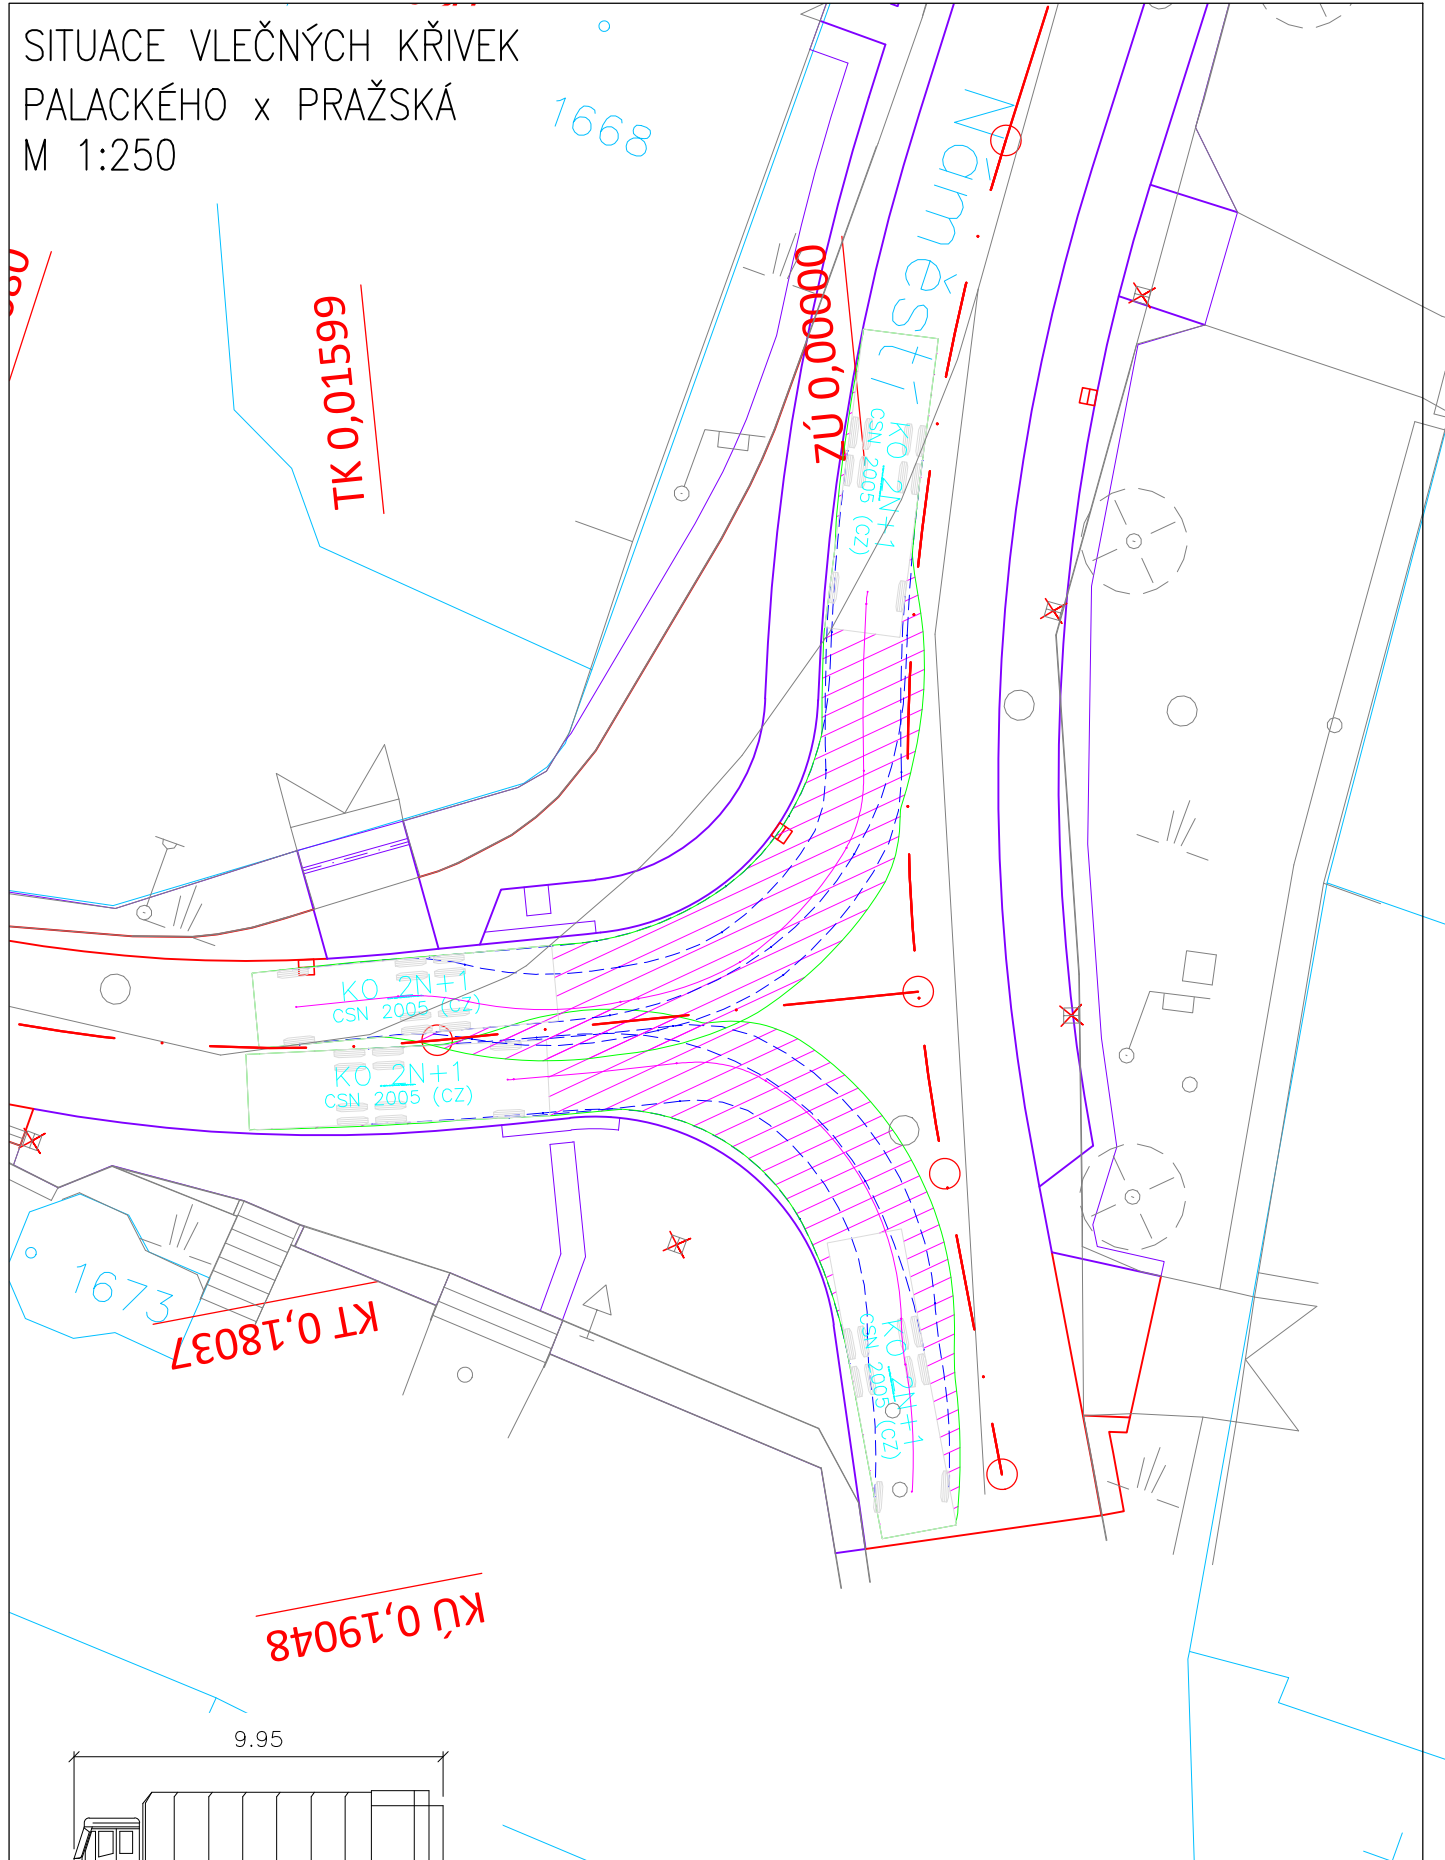 SITUACE VLEČNÝCH KŘIVEK
PALACKÉHO x PRAŽSKÁ
M 1:250
1668
Náměstí
TK 0,01599
ZÚ 0,00000
KO 2N+1
CSN 2005 (CZ)
KO 2N+1
CSN 2005 (CZ)
KO 2N+1
CSN 2005 (CZ)
KO 2N+1
CSN 2005 (CZ)
1673
KT 0,18037
KÚ 0,19048
9.95